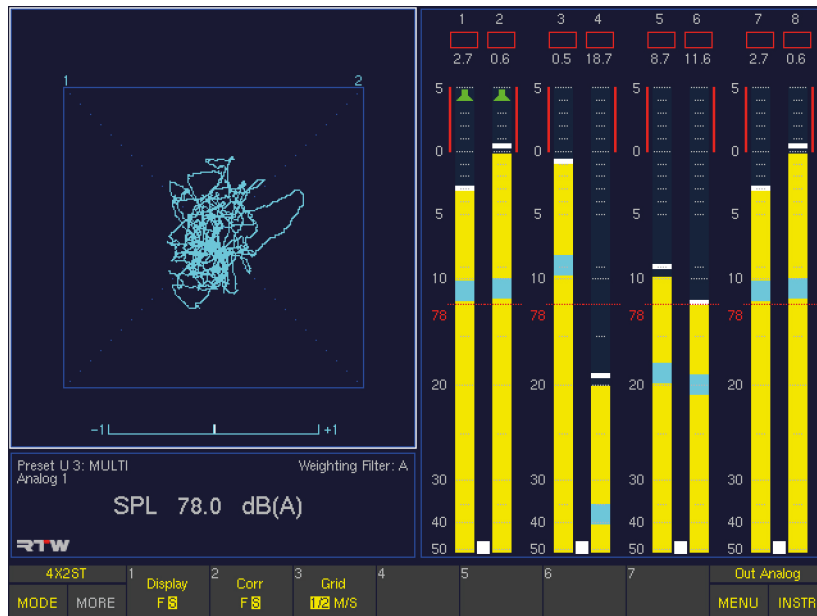 1 2 3 4 5 6 7 8
2.7 0.6 0.5 18.7 8.7 11.6 2.7 0.6
1 2
5 5 5 5
0 0 0 0
5 5 5 5
10 10 10 10
78 78 78 78
20 20 20 20
30 30 30 30
40 40 40 40
50 50 50 50
-1 +1
Preset U 3: MULTI Weighting Filter: A
Analog 1
SPL 78.0 dB(A)
RTW
4X2ST 1 Display 2 Corr 3 Grid 4 5 6 7 Out Analog
MODE MORE F S F S 1/2 M/S MENU INSTR